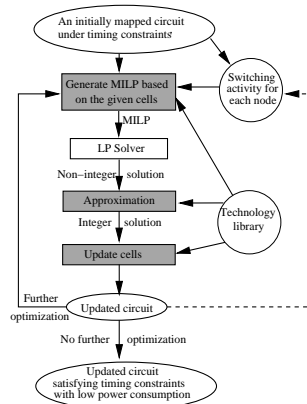 An initially mapped circuit
under timing constraints
Switching
activity for
each node
Generate MILP based
on the given cells
MILP
LP Solver
Non-integer solution
Approximation
Integer solution
Technology
library
Update cells
Further
optimization
Updated circuit
No further optimization
Updated circuit
satisfying timing constraints
with low power consumption